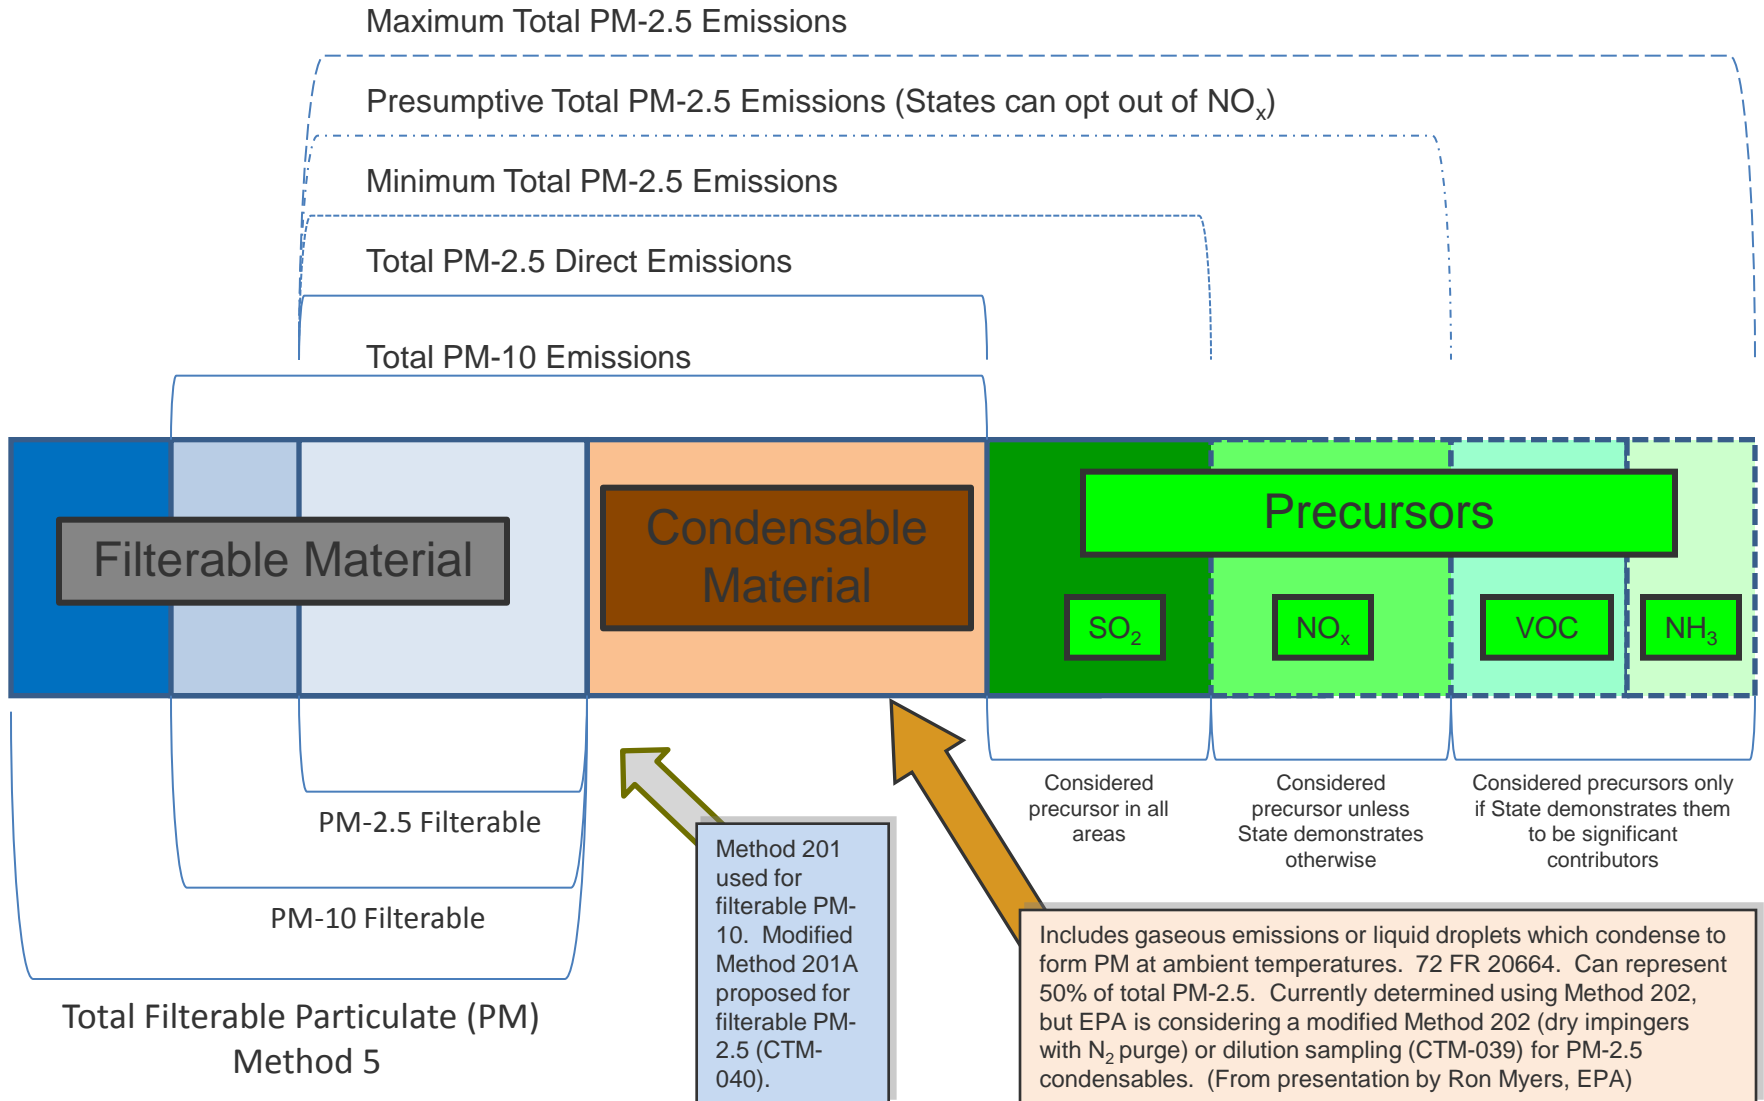 Maximum Total PM-2.5 Emissions
Presumptive Total PM-2.5 Emissions (States can opt out of NOₓ)
Minimum Total PM-2.5 Emissions
Total PM-2.5 Direct Emissions
Total PM-10 Emissions
Filterable Material
Condensable
Material
Precursors
SO₂
NOₓ
VOC
NH₃
PM-2.5 Filterable
PM-10 Filterable
Total Filterable Particulate (PM)
Method 5
Considered
precursor in all
areas
Considered
precursor unless
State demonstrates
otherwise
Considered precursors only
if State demonstrates them
to be significant
contributors
Method 201
used for
filterable PM-
10.  Modified
Method 201A
proposed for
filterable PM-
2.5 (CTM-
040).
Includes gaseous emissions or liquid droplets which condense to
form PM at ambient temperatures.  72 FR 20664.  Can represent
50% of total PM-2.5.  Currently determined using Method 202,
but EPA is considering a modified Method 202 (dry impingers
with N₂ purge) or dilution sampling (CTM-039) for PM-2.5
condensables.  (From presentation by Ron Myers, EPA)